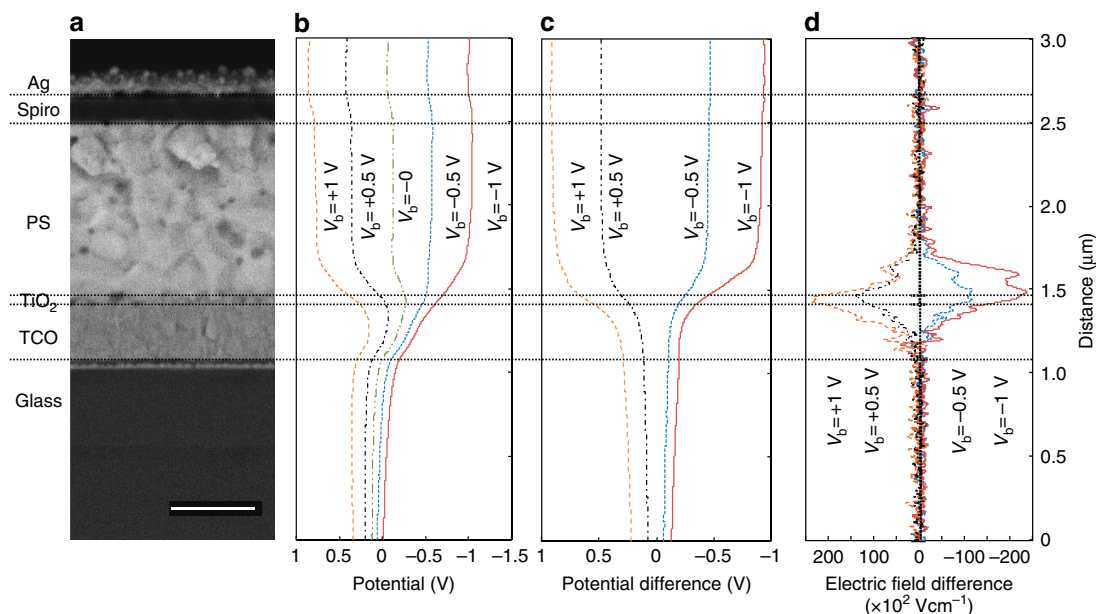 a
b
c
d
Ag
Spiro
PS
TiO2
TCO
Glass
Vb=+1 V
Vb=+0.5 V
Vb=−0
Vb=−0.5 V
Vb=−1 V
1 0.5 0 −0.5 −1 −1.5
Potential (V)
Vb=+1 V
Vb=+0.5 V
Vb=−0.5 V
Vb=−1 V
1 0.5 0 −0.5 −1
Potential difference (V)
Vb=+1 V
Vb=+0.5 V
Vb=−0.5 V
Vb=−1 V
3.0
2.5
2.0
1.5
1.0
0.5
0
Distance (μm)
200 100 0 −100 −200
Electric field difference
(×10² Vcm⁻¹)